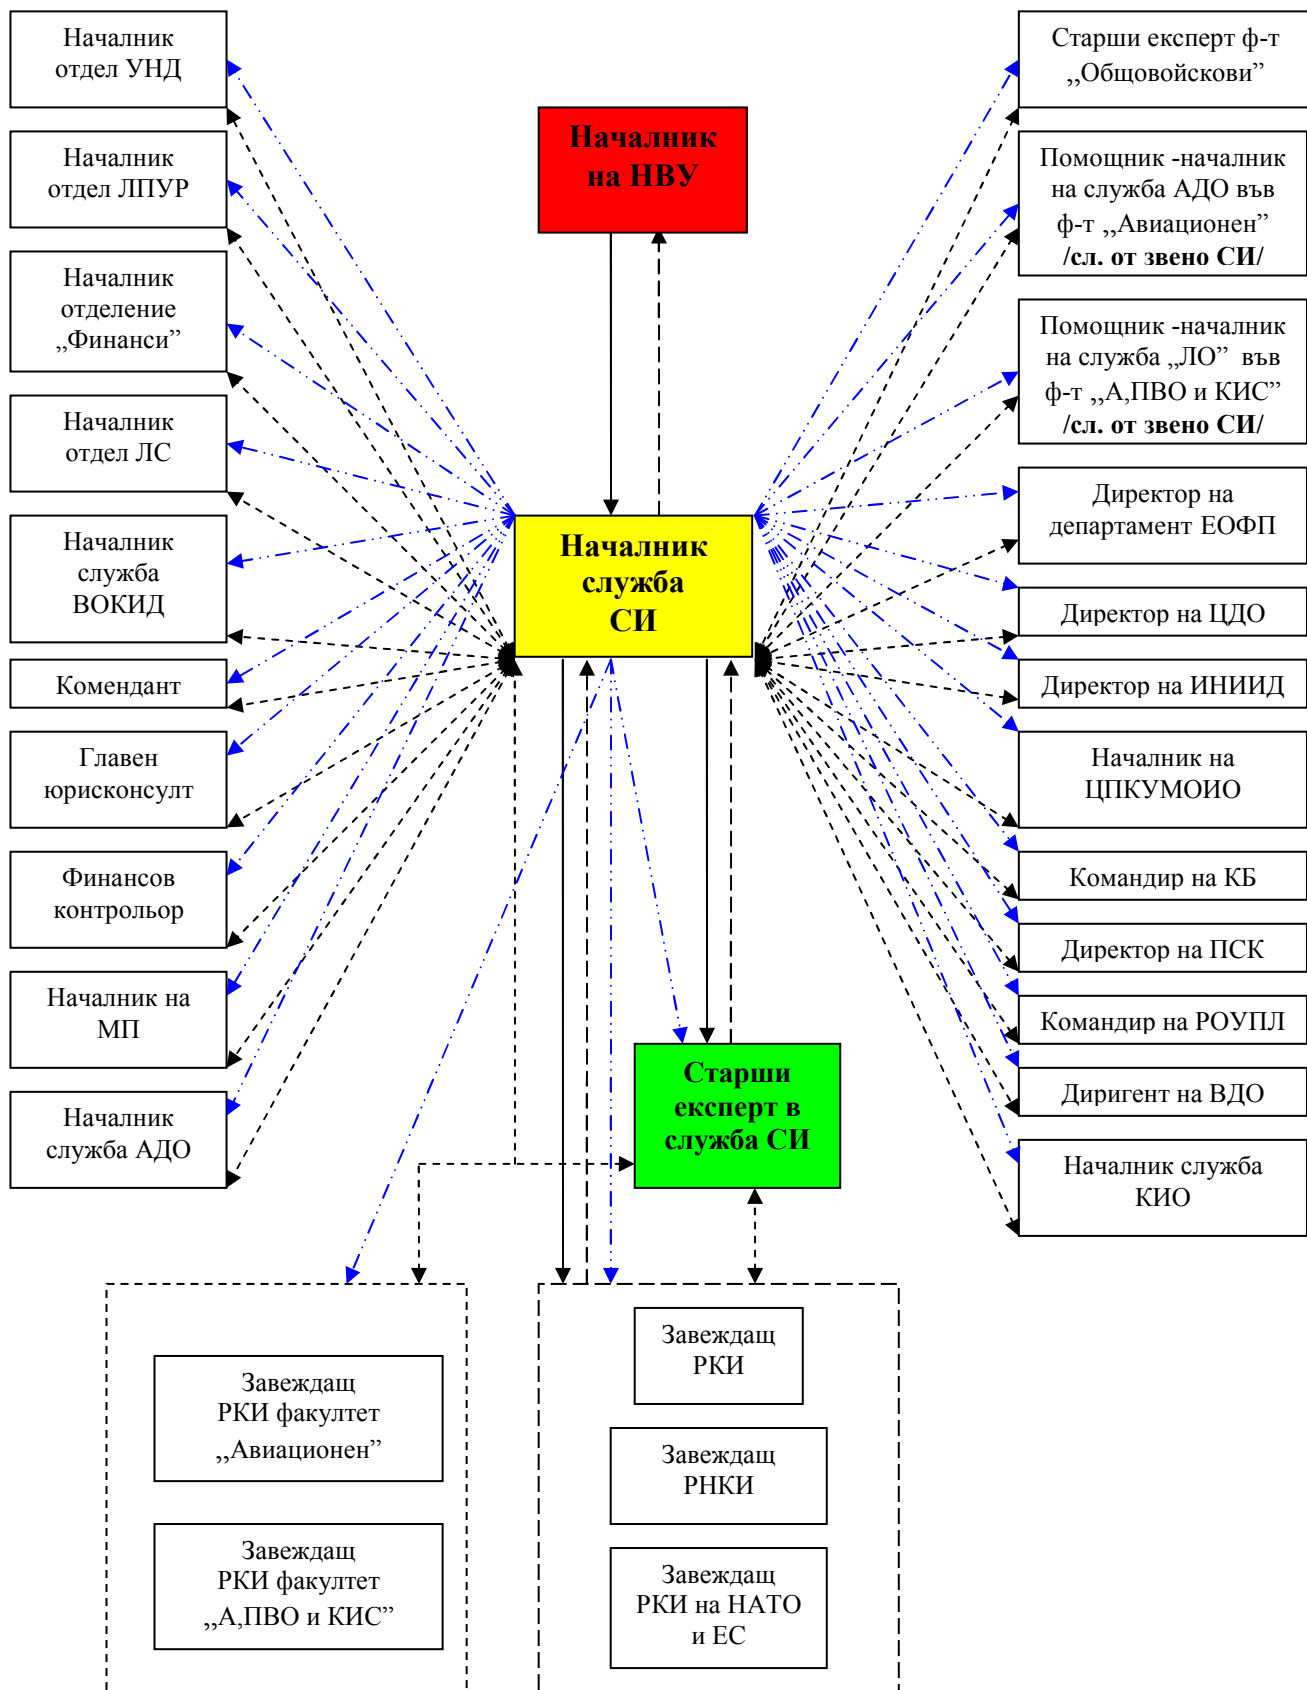 Началник
отдел УНД
Началник
отдел ЛПУР
Началник
отделение
„Финанси”
Началник
отдел ЛС
Началник
служба
ВОКИД
Комендант
Главен
юрисконсулт
Финансов
контрольор
Началник на
МП
Началник
служба АДО
Началник
на НВУ
Началник
служба
СИ
Старши
експерт в
служба СИ
Старши експерт ф-т
„Общовойскови”
Помощник -началник
на служба АДО във
ф-т „Авиационен”
/сл. от звено СИ/
Помощник -началник
на служба „ЛО” във
ф-т „А,ПВО и КИС”
/сл. от звено СИ/
Директор на
департамент ЕОФП
Директор на ЦДО
Директор на ИНИИД
Началник на
ЦПКУМОИО
Командир на КБ
Директор на ПСК
Командир на РОУПЛ
Диригент на ВДО
Началник служба
КИО
Завеждащ
РКИ факултет
„Авиационен”
Завеждащ
РКИ факултет
„А,ПВО и КИС”
Завеждащ
РКИ
Завеждащ
РНКИ
Завеждащ
РКИ на НАТО
и ЕС